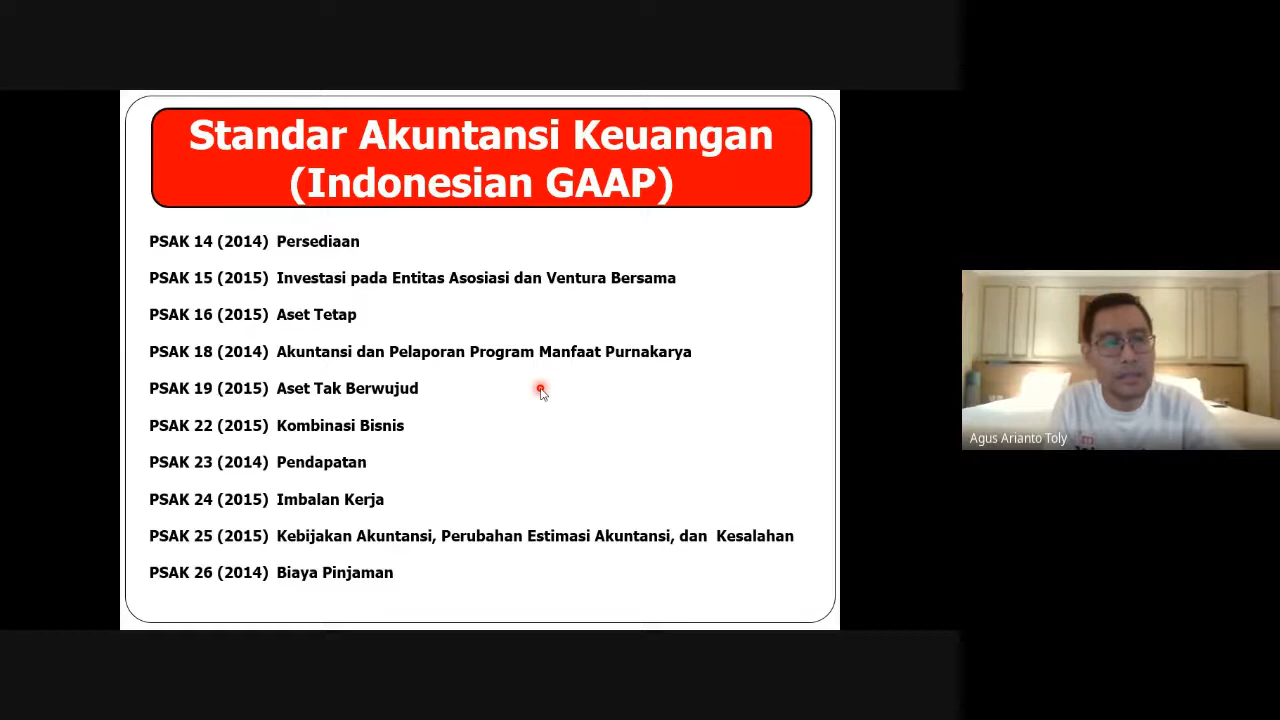 Standar Akuntansi Keuangan
(Indonesian GAAP)
PSAK 14 (2014) Persediaan
PSAK 15 (2015) Investasi pada Entitas Asosiasi dan Ventura Bersama
PSAK 16 (2015) Aset Tetap
PSAK 18 (2014) Akuntansi dan Pelaporan Program Manfaat Purnakarya
PSAK 19 (2015) Aset Tak Berwujud
PSAK 22 (2015) Kombinasi Bisnis
PSAK 23 (2014) Pendapatan
PSAK 24 (2015) Imbalan Kerja
PSAK 25 (2015) Kebijakan Akuntansi, Perubahan Estimasi Akuntansi, dan Kesalahan
PSAK 26 (2014) Biaya Pinjaman
Agus Arianto Toly